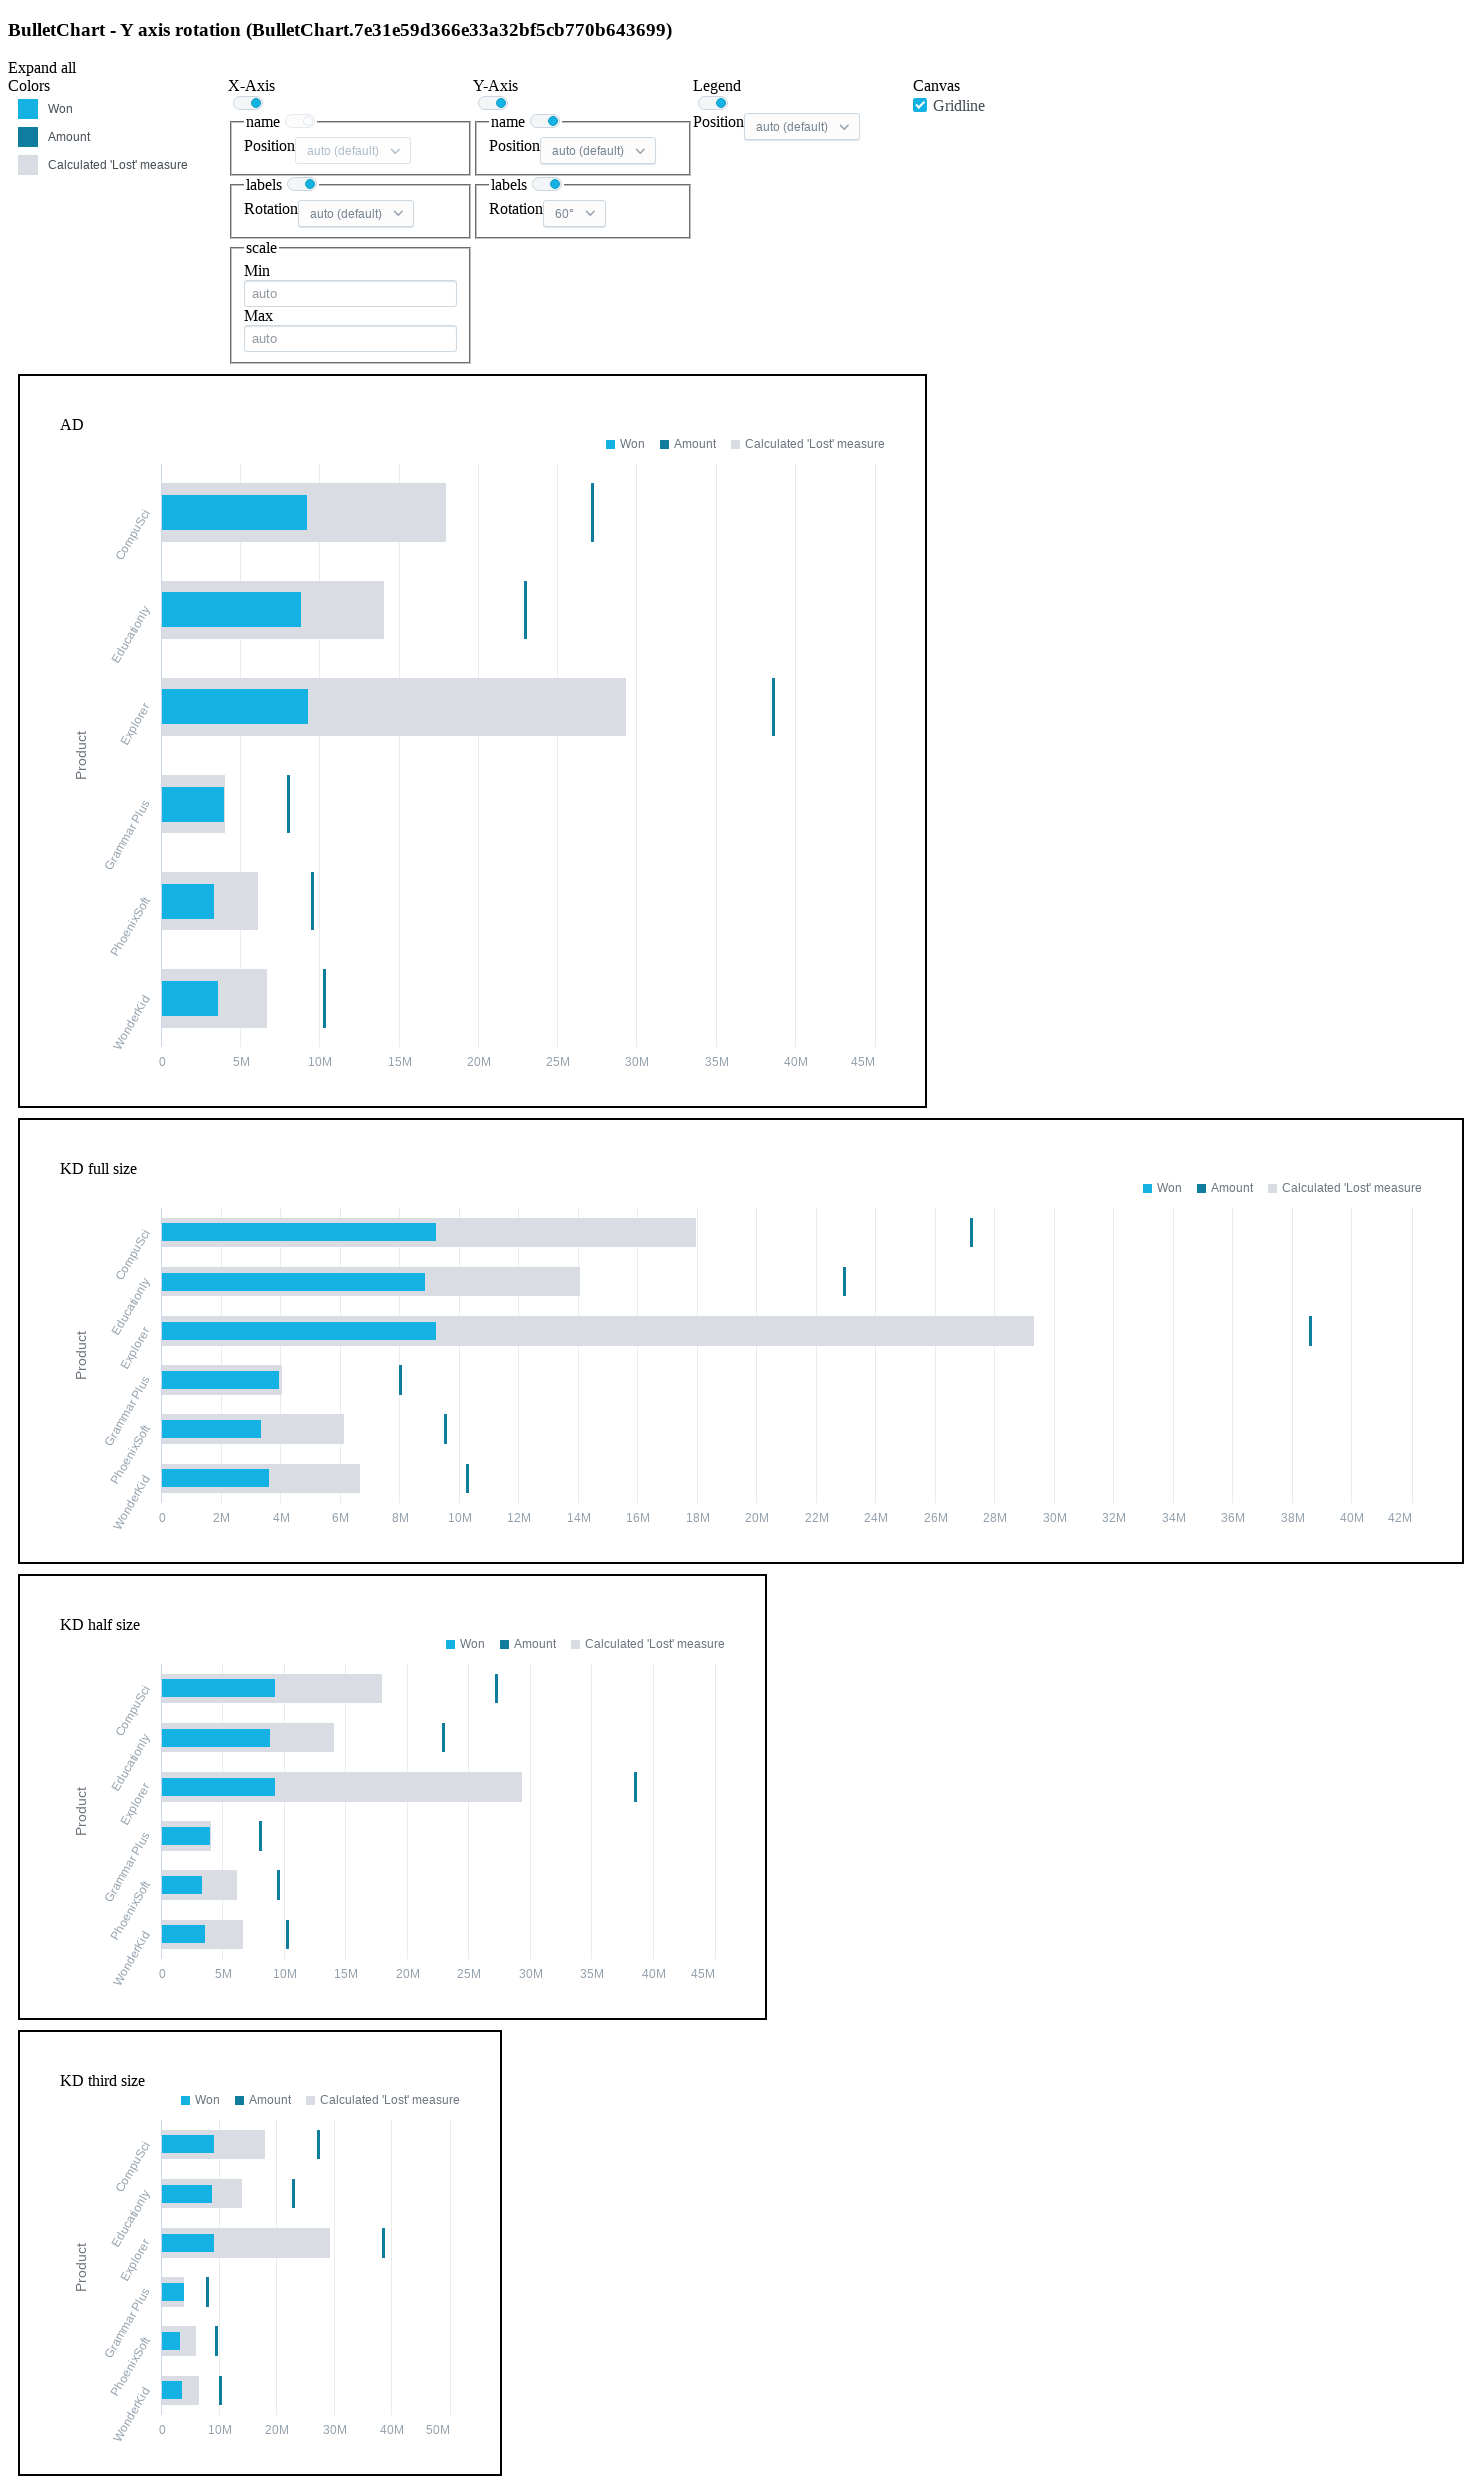 BulletChart - Y axis rotation (BulletChart.7e31e59d366e33a32bf5cb770b643699)
Expand all
Colors
Won
Amount
Calculated 'Lost' measure
X-Axis
name
Position auto (default)
labels
Rotation auto (default)
scale
Min
auto
Max
auto
Y-Axis
name
Position auto (default)
labels
Rotation 60°
Legend
Position auto (default)
Canvas
Gridline
AD
Won Amount Calculated 'Lost' measure
Product
CompuSci
Educationly
Explorer
Grammar Plus
PhoenixSoft
WonderKid
0 5M 10M 15M 20M 25M 30M 35M 40M 45M
KD full size
Won Amount Calculated 'Lost' measure
Product
CompuSci
Educationly
Explorer
Grammar Plus
PhoenixSoft
WonderKid
0 2M 4M 6M 8M 10M 12M 14M 16M 18M 20M 22M 24M 26M 28M 30M 32M 34M 36M 38M 40M 42M
KD half size
Won Amount Calculated 'Lost' measure
Product
CompuSci
Educationly
Explorer
Grammar Plus
PhoenixSoft
WonderKid
0 5M 10M 15M 20M 25M 30M 35M 40M 45M
KD third size
Won Amount Calculated 'Lost' measure
Product
CompuSci
Educationly
Explorer
Grammar Plus
PhoenixSoft
WonderKid
0 10M 20M 30M 40M 50M